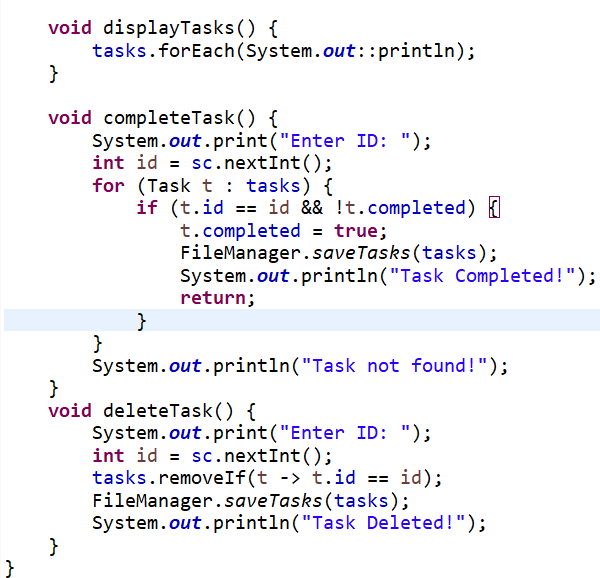 void displayTasks() {
        tasks.forEach(System.out::println);
    }

    void completeTask() {
        System.out.print("Enter ID: ");
        int id = sc.nextInt();
        for (Task t : tasks) {
            if (t.id == id && !t.completed) {
                t.completed = true;
                FileManager.saveTasks(tasks);
                System.out.println("Task Completed!");
                return;
            }
        }
        System.out.println("Task not found!");
    }
    void deleteTask() {
        System.out.print("Enter ID: ");
        int id = sc.nextInt();
        tasks.removeIf(t -> t.id == id);
        FileManager.saveTasks(tasks);
        System.out.println("Task Deleted!");
    }
}